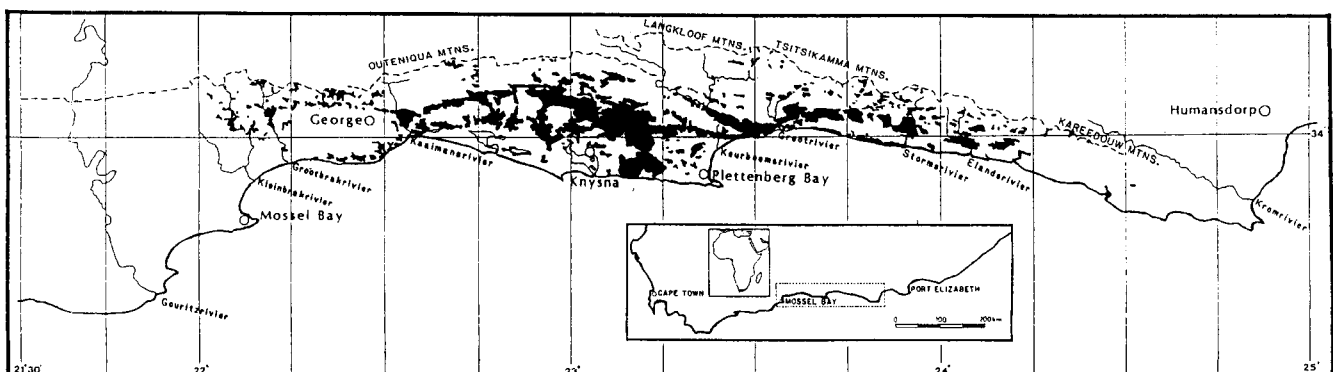 OUTENIQUA MTNS.
LANGKLOOF MTNS.
TSITSIKAMMA MTNS.
KAREEDOUW MTNS.
George
Humansdorp
34
Kaaimansrivier
Grootrivier
Keurboomsrivier
Stormsrivier
Elandsrivier
Knysna
Plettenberg Bay
Grootbrakrivier
Kleinbrakrivier
Mossel Bay
Kromrivier
Gouritzrivier
CAPE TOWN
MOSSEL BAY
PORT ELIZABETH
0 100 200 km
21°30' 22° 23° 24° 25°